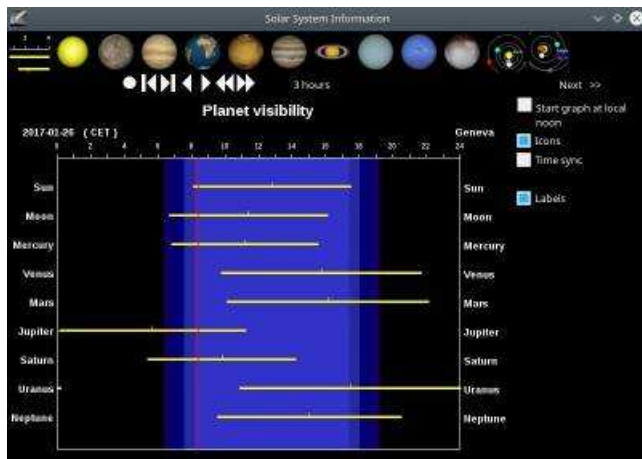 Solar System Information
3 hours
Next >>
Planet visibility
Start graph at local
noon
2017-01-26 (CET)
Geneva
Icons
0 2 4 6 8 10 12 14 16 18 20 22 24
Time sync
Sun Sun
Labels
Moon Moon
Mercury Mercury
Venus Venus
Mars Mars
Jupiter Jupiter
Saturn Saturn
Uranus Uranus
Neptune Neptune